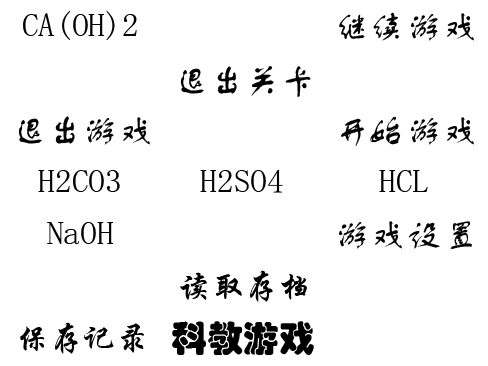 CA(OH)2 继续游戏
退出关卡
退出游戏 开始游戏
H2CO3 H2SO4 HCL
NaOH 游戏设置
读取存档
保存记录 科教游戏